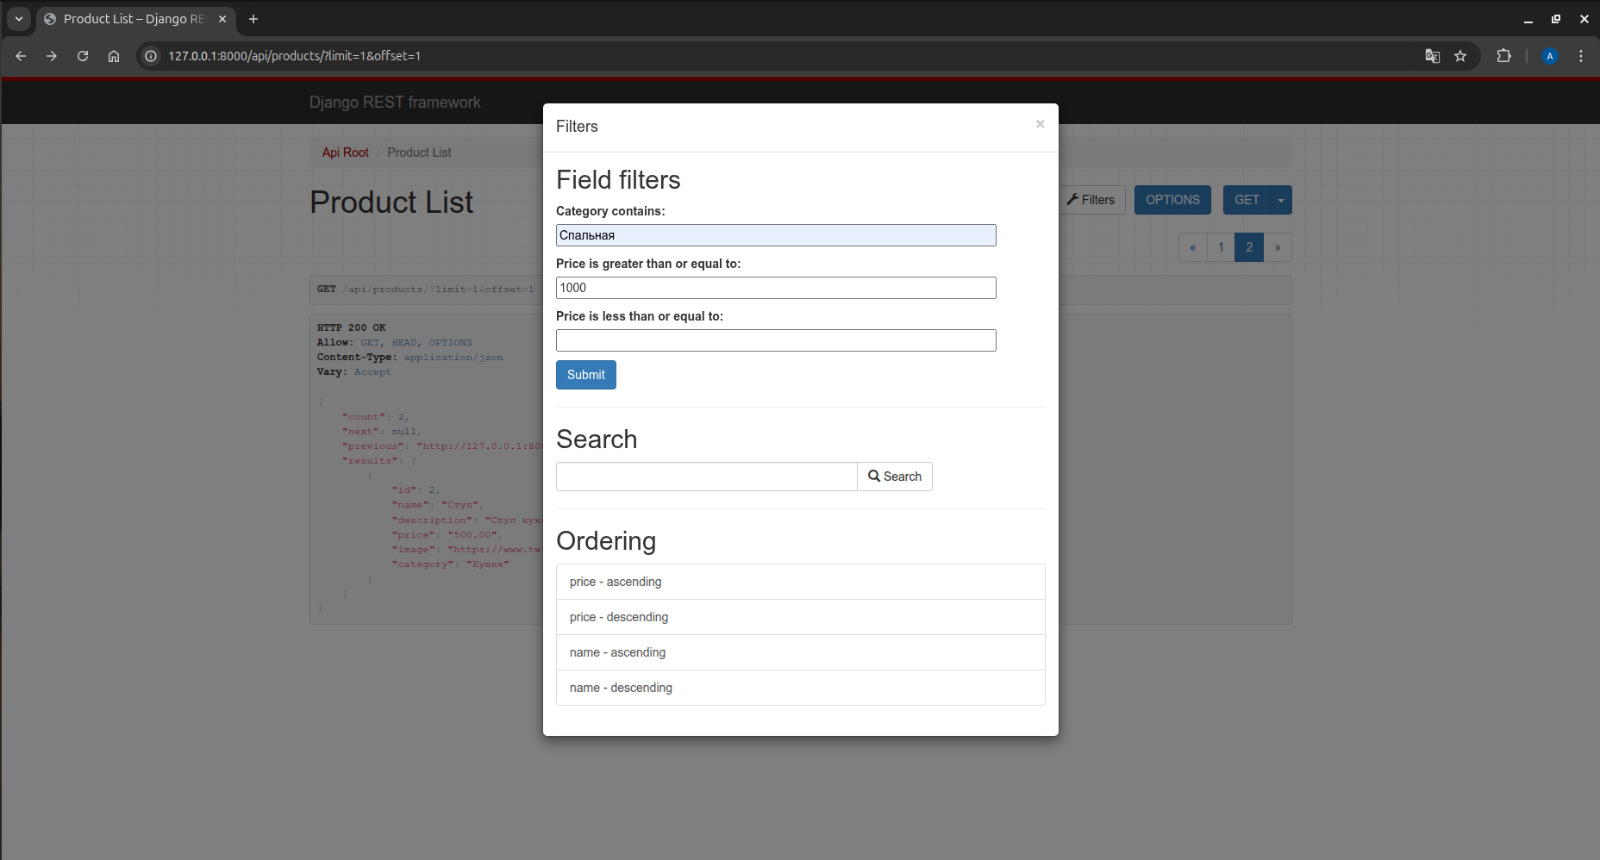 Product List – Django RE
127.0.0.1:8000/api/products/?limit=1&offset=1
A
Django REST framework
Api Root / Product List
Product List
Filters
OPTIONS
GET
« 1 2 »
GET /api/products/?limit=1&offset=1
HTTP 200 OK
Allow: GET, HEAD, OPTIONS
Content-Type: application/json
Vary: Accept
{
"count": 2,
"next": null,
"previous": "http://127.0.0.1:80
"results": [
{
"id": 2,
"name": "Стул",
"description": "Стул кух
"price": "500.00",
"image": "https://www.tw
"category": "Кухня"
}
]
}
Filters
×
Field filters
Category contains:
Спальная
Price is greater than or equal to:
1000
Price is less than or equal to:
Submit
Search
Search
Ordering
price - ascending
price - descending
name - ascending
name - descending